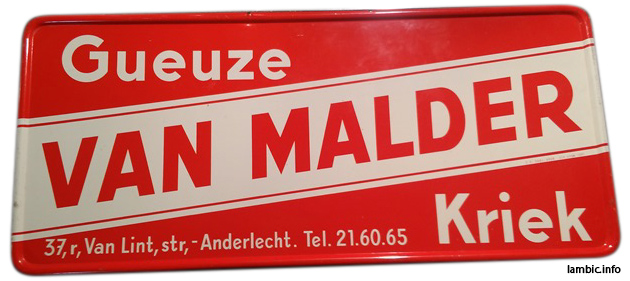 Gueuze
VAN MALDER
Kriek
37, r, Van Lint, str, - Anderlecht. Tel. 21.60.65
lambic.info